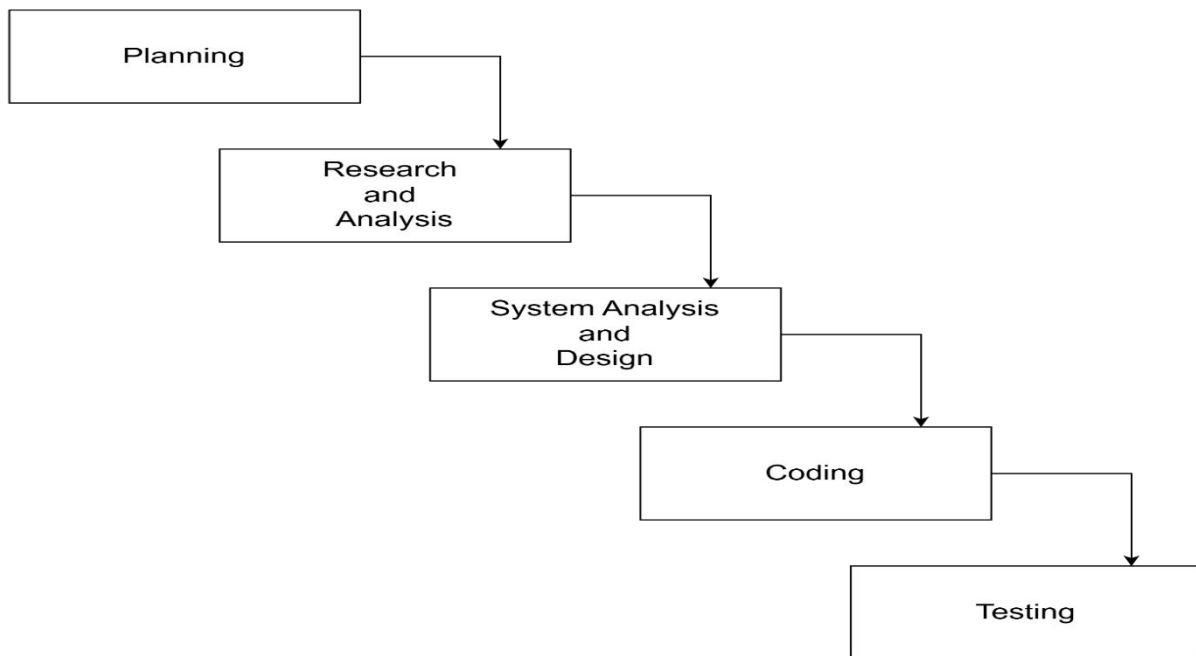 Planning
Research
and
Analysis
System Analysis
and
Design
Coding
Testing